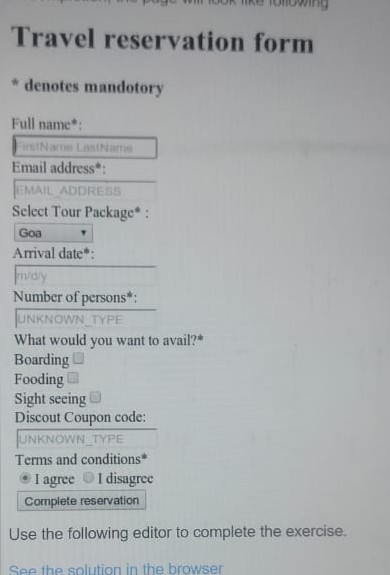 the page will look like following
Travel reservation form
* denotes mandotory
Full name*:
FirstName LastName
Email address*:
EMAIL_ADDRESS
Select Tour Package* :
Goa
Arrival date*:
m/d/y
Number of persons*:
UNKNOWN_TYPE
What would you want to avail?*
Boarding
Fooding
Sight seeing
Discout Coupon code:
UNKNOWN_TYPE
Terms and conditions*
I agree I disagree
Complete reservation
Use the following editor to complete the exercise.
See the solution in the browser